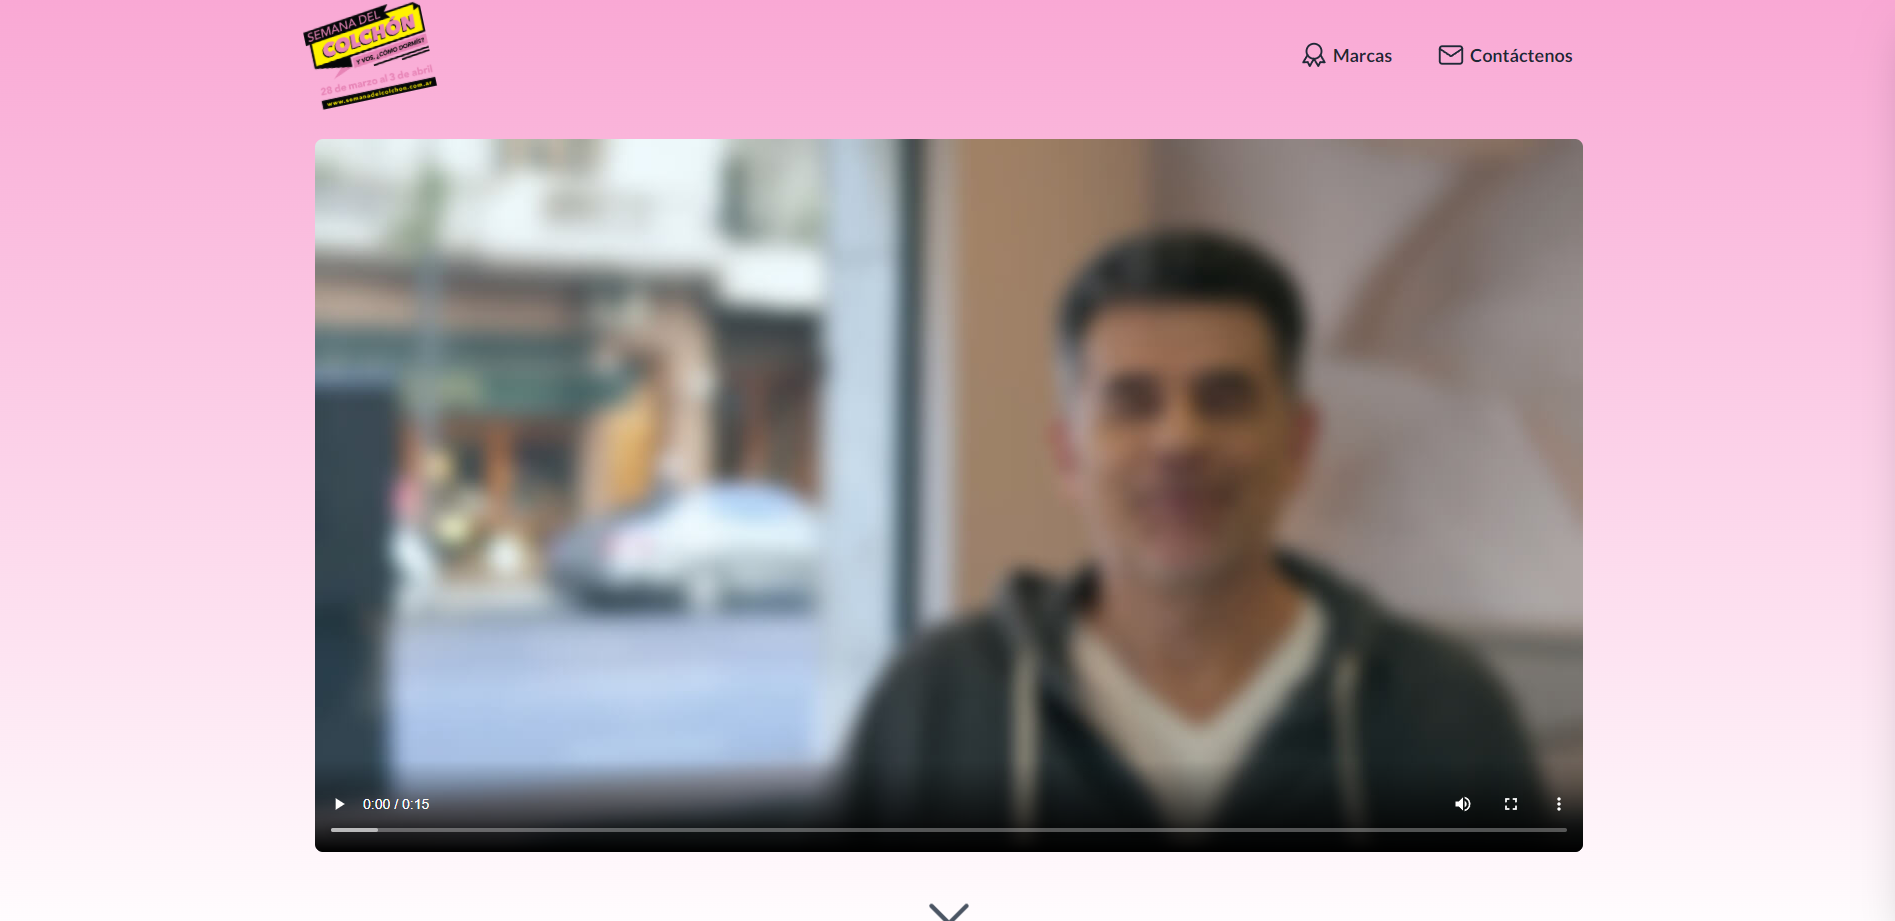 SEMANA DEL
COLCHÓN
Y VOS, ¿CÓMO DORMÍS?
28 de marzo al 3 de abril
www.semanadelcolchon.com.ar
Marcas
Contáctenos
0:00 / 0:15